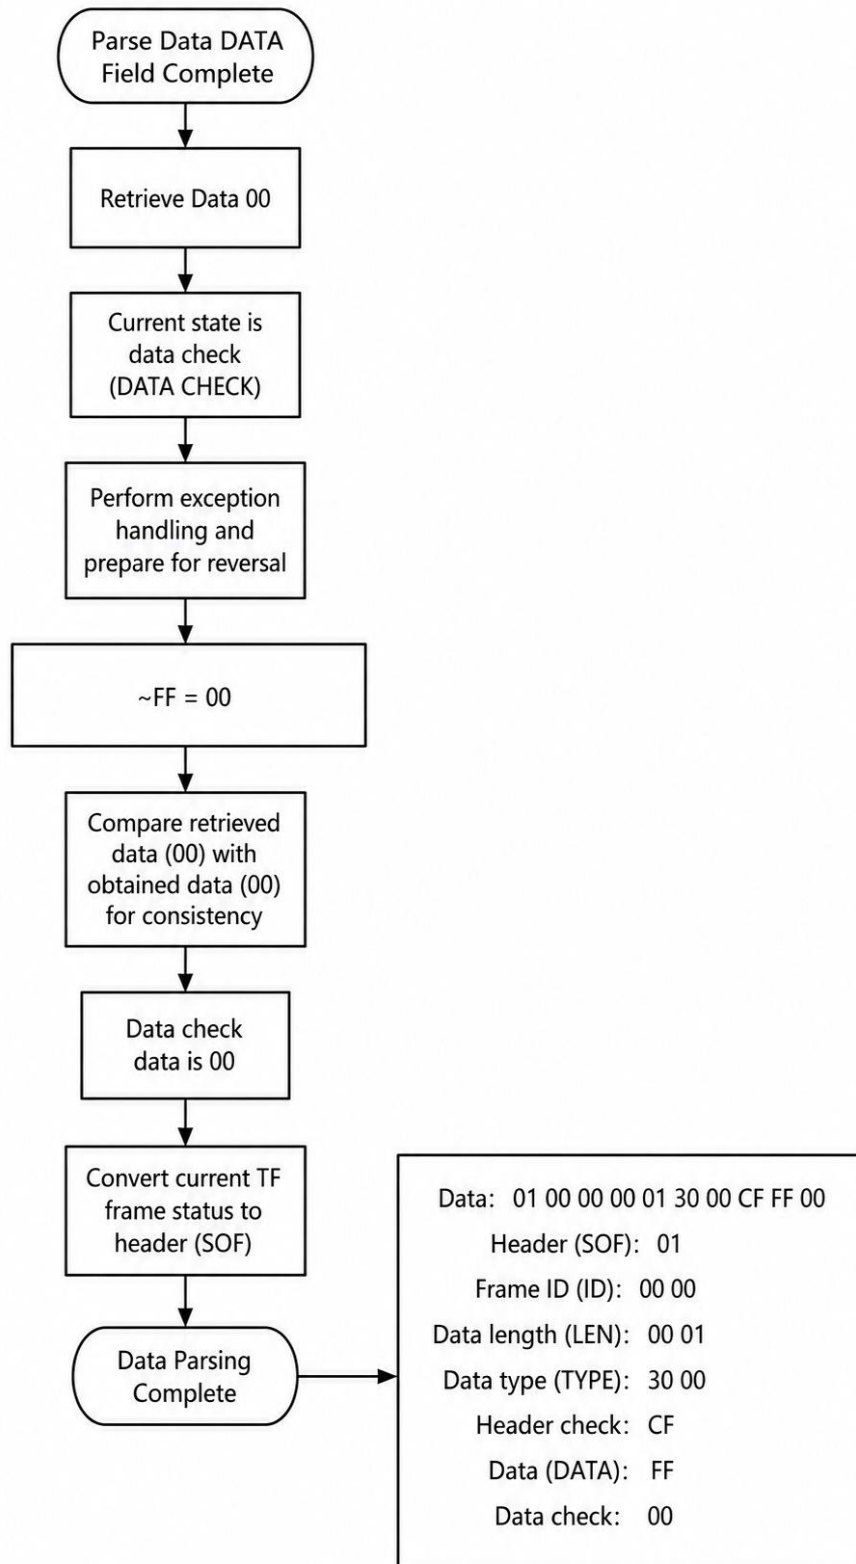 Parse Data DATA
Field Complete
Retrieve Data 00
Current state is
data check
(DATA CHECK)
Perform exception
handling and
prepare for reversal
~FF = 00
Compare retrieved
data (00) with
obtained data (00)
for consistency
Data check
data is 00
Convert current TF
frame status to
header (SOF)
Data Parsing
Complete
Data: 01 00 00 00 01 30 00 CF FF 00
Header (SOF): 01
Frame ID (ID): 00 00
Data length (LEN): 00 01
Data type (TYPE): 30 00
Header check: CF
Data (DATA): FF
Data check: 00